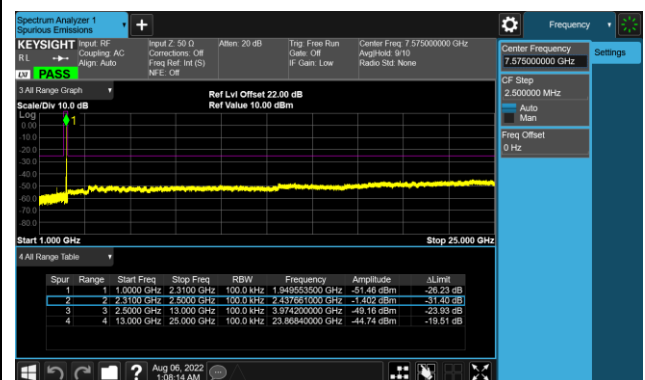 Spectrum Analyzer 1
Spurious Emissions
Frequency
KEYSIGHT
Input: RF
Input Z: 50 Ω
Atten: 20 dB
Trig: Free Run
Center Freq: 7.575000000 GHz
RL
Coupling: AC
Corrections: Off
Gate: Off
Avg|Hold: 9/10
Align: Auto
Freq Ref: Int (S)
IF Gain: Low
Radio Std: None
NFE: Off
LXI PASS
Center Frequency
7.575000000 GHz
Settings
CF Step
2.500000 MHz
Auto
Man
Freq Offset
0 Hz
3 All Range Graph
Ref Lvl Offset 22.00 dB
Scale/Div 10.0 dB
Ref Value 10.00 dBm
Log
1
0.00
-10.0
-20.0
-30.0
-40.0
-50.0
-60.0
-70.0
-80.0
Start 1.000 GHz
Stop 25.000 GHz
4 All Range Table
Spur Range Start Freq Stop Freq RBW Frequency Amplitude ΔLimit
1 1 1.0000 GHz 2.3100 GHz 100.0 kHz 1.949553500 GHz -51.46 dBm -26.23 dB
2 2 2.3100 GHz 2.5000 GHz 100.0 kHz 2.437661000 GHz -1.402 dBm -31.40 dB
3 3 2.5000 GHz 13.000 GHz 100.0 kHz 3.974200000 GHz -49.16 dBm -23.93 dB
4 4 13.000 GHz 25.000 GHz 100.0 kHz 23.86840000 GHz -44.74 dBm -19.51 dB
?
Aug 06, 2022
1:08:14 AM